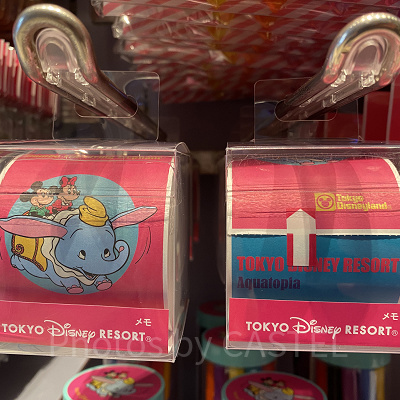 メモ
TOKYO Disney RESORT®
Tokyo
Disneyland®
TOKYO DISNEY RESORT
Aquatopia
メモ
TOKYO Disney RESORT®
Photos by CASTEL